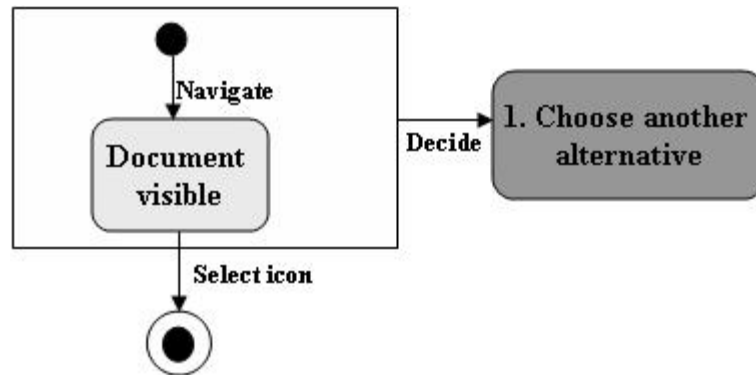 Navigate
Document
visible
Select icon
Decide
1. Choose another
alternative